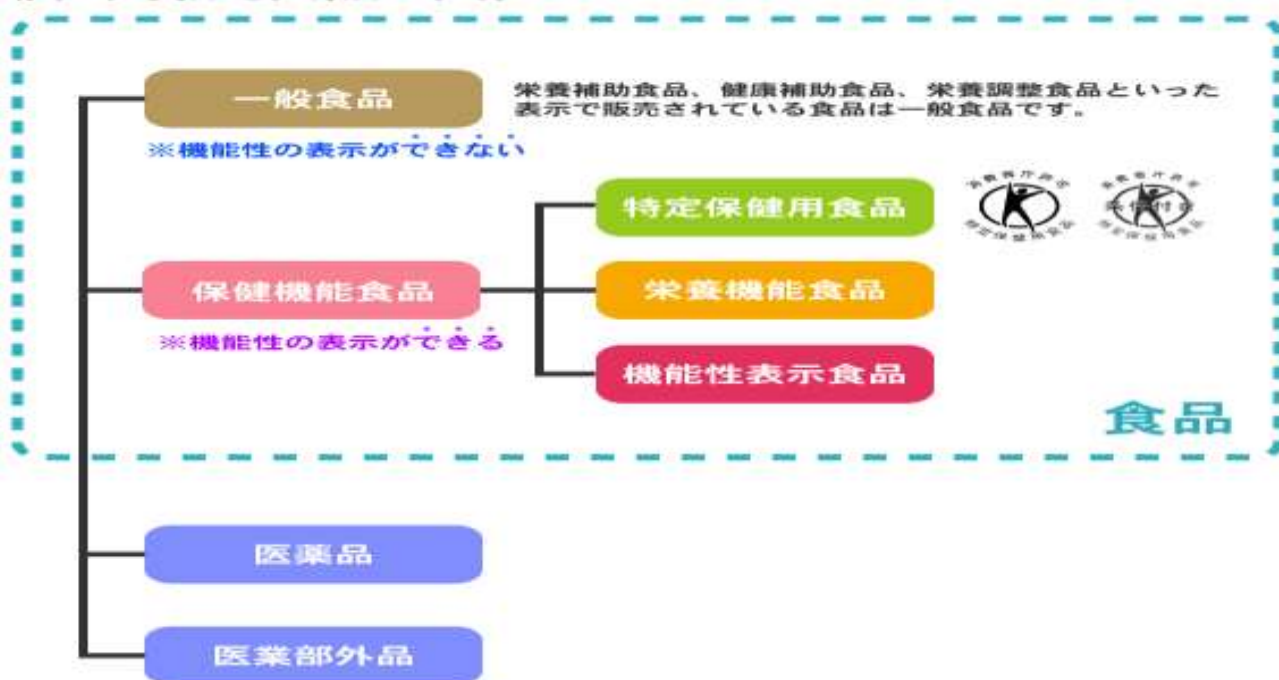 一般食品
栄養補助食品、健康補助食品、栄養調整食品といった
表示で販売されている食品は一般食品です。
※機能性の表示ができない
特定保健用食品
保健機能食品
栄養機能食品
※機能性の表示ができる
機能性表示食品
食品
医薬品
医業部外品